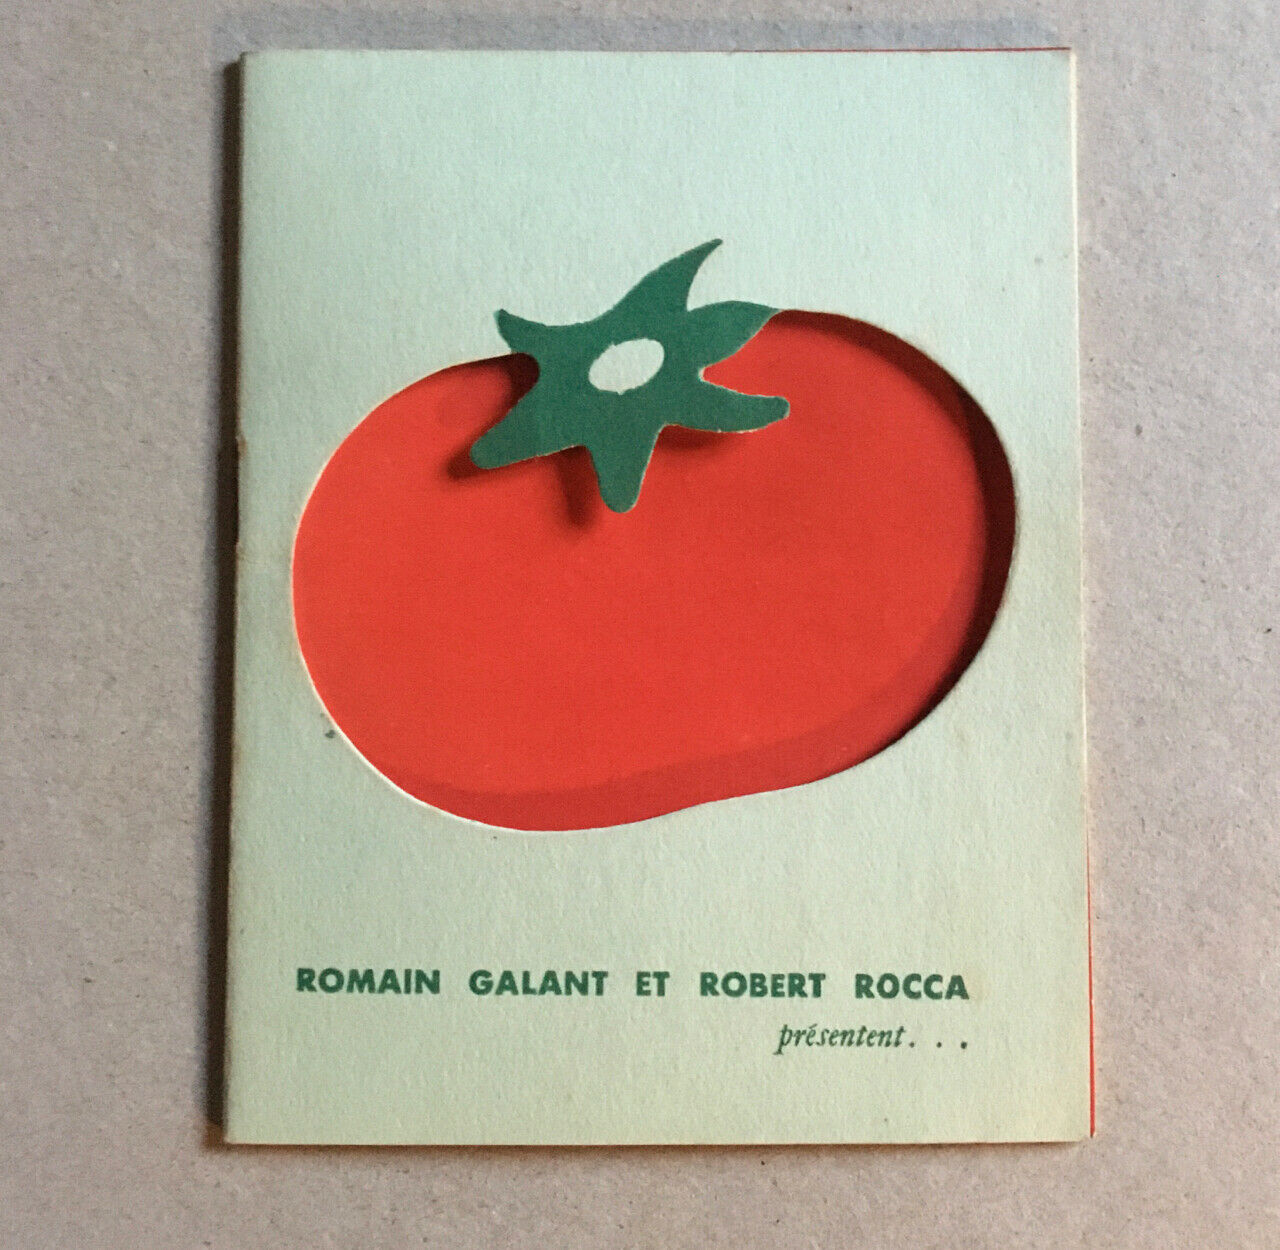 ROMAIN GALANT ET ROBERT ROCCA
présentent. . .